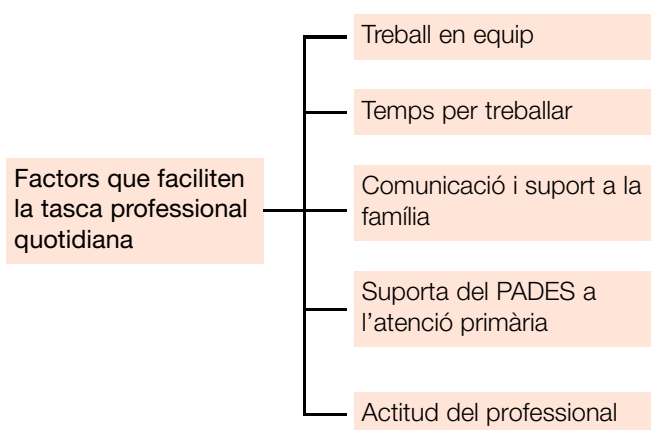 Factors que faciliten
la tasca professional
quotidiana
Treball en equip
Temps per treballar
Comunicació i suport a la
família
Suporta del PADES a
l'atenció primària
Actitud del professional